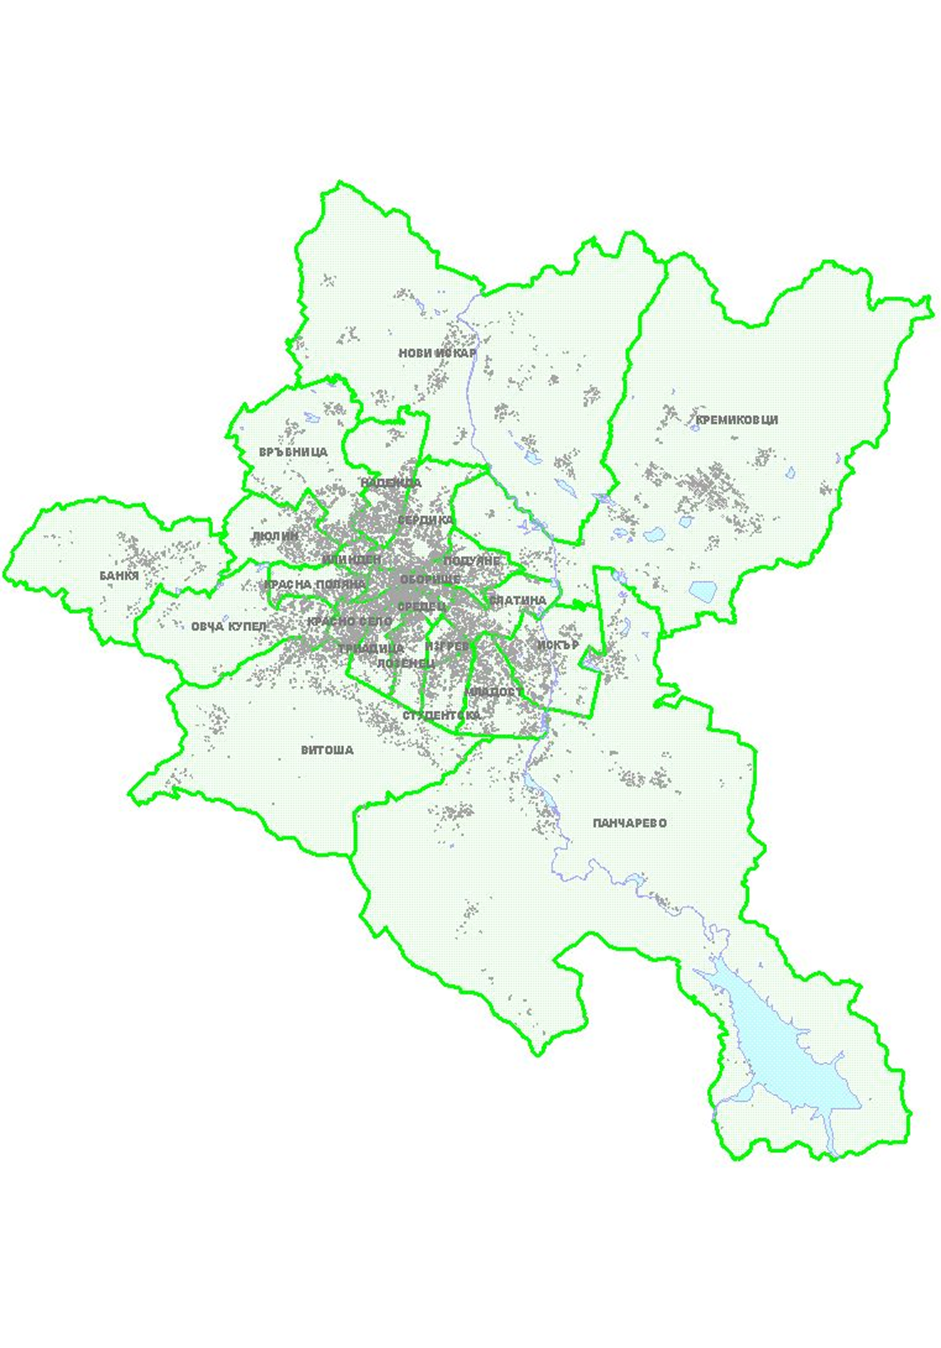 НОВИ ИСКАР
КРЕМИКОВЦИ
ВРЪБНИЦА
НАДЕЖДА
СЕРДИКА
ЛЮЛИН
ИЛИНДЕН
ПОДУЯНЕ
БАНКЯ
КРАСНА ПОЛЯНА
ОБОРИЩЕ
СЛАТИНА
СРЕДЕЦ
ОВЧА КУПЕЛ
КРАСНО СЕЛО
ТРИАДИЦА
ИЗГРЕВ
ИСКЪР
ЛОЗЕНЕЦ
МЛАДОСТ
СТУДЕНТСКА
ВИТОША
ПАНЧАРЕВО